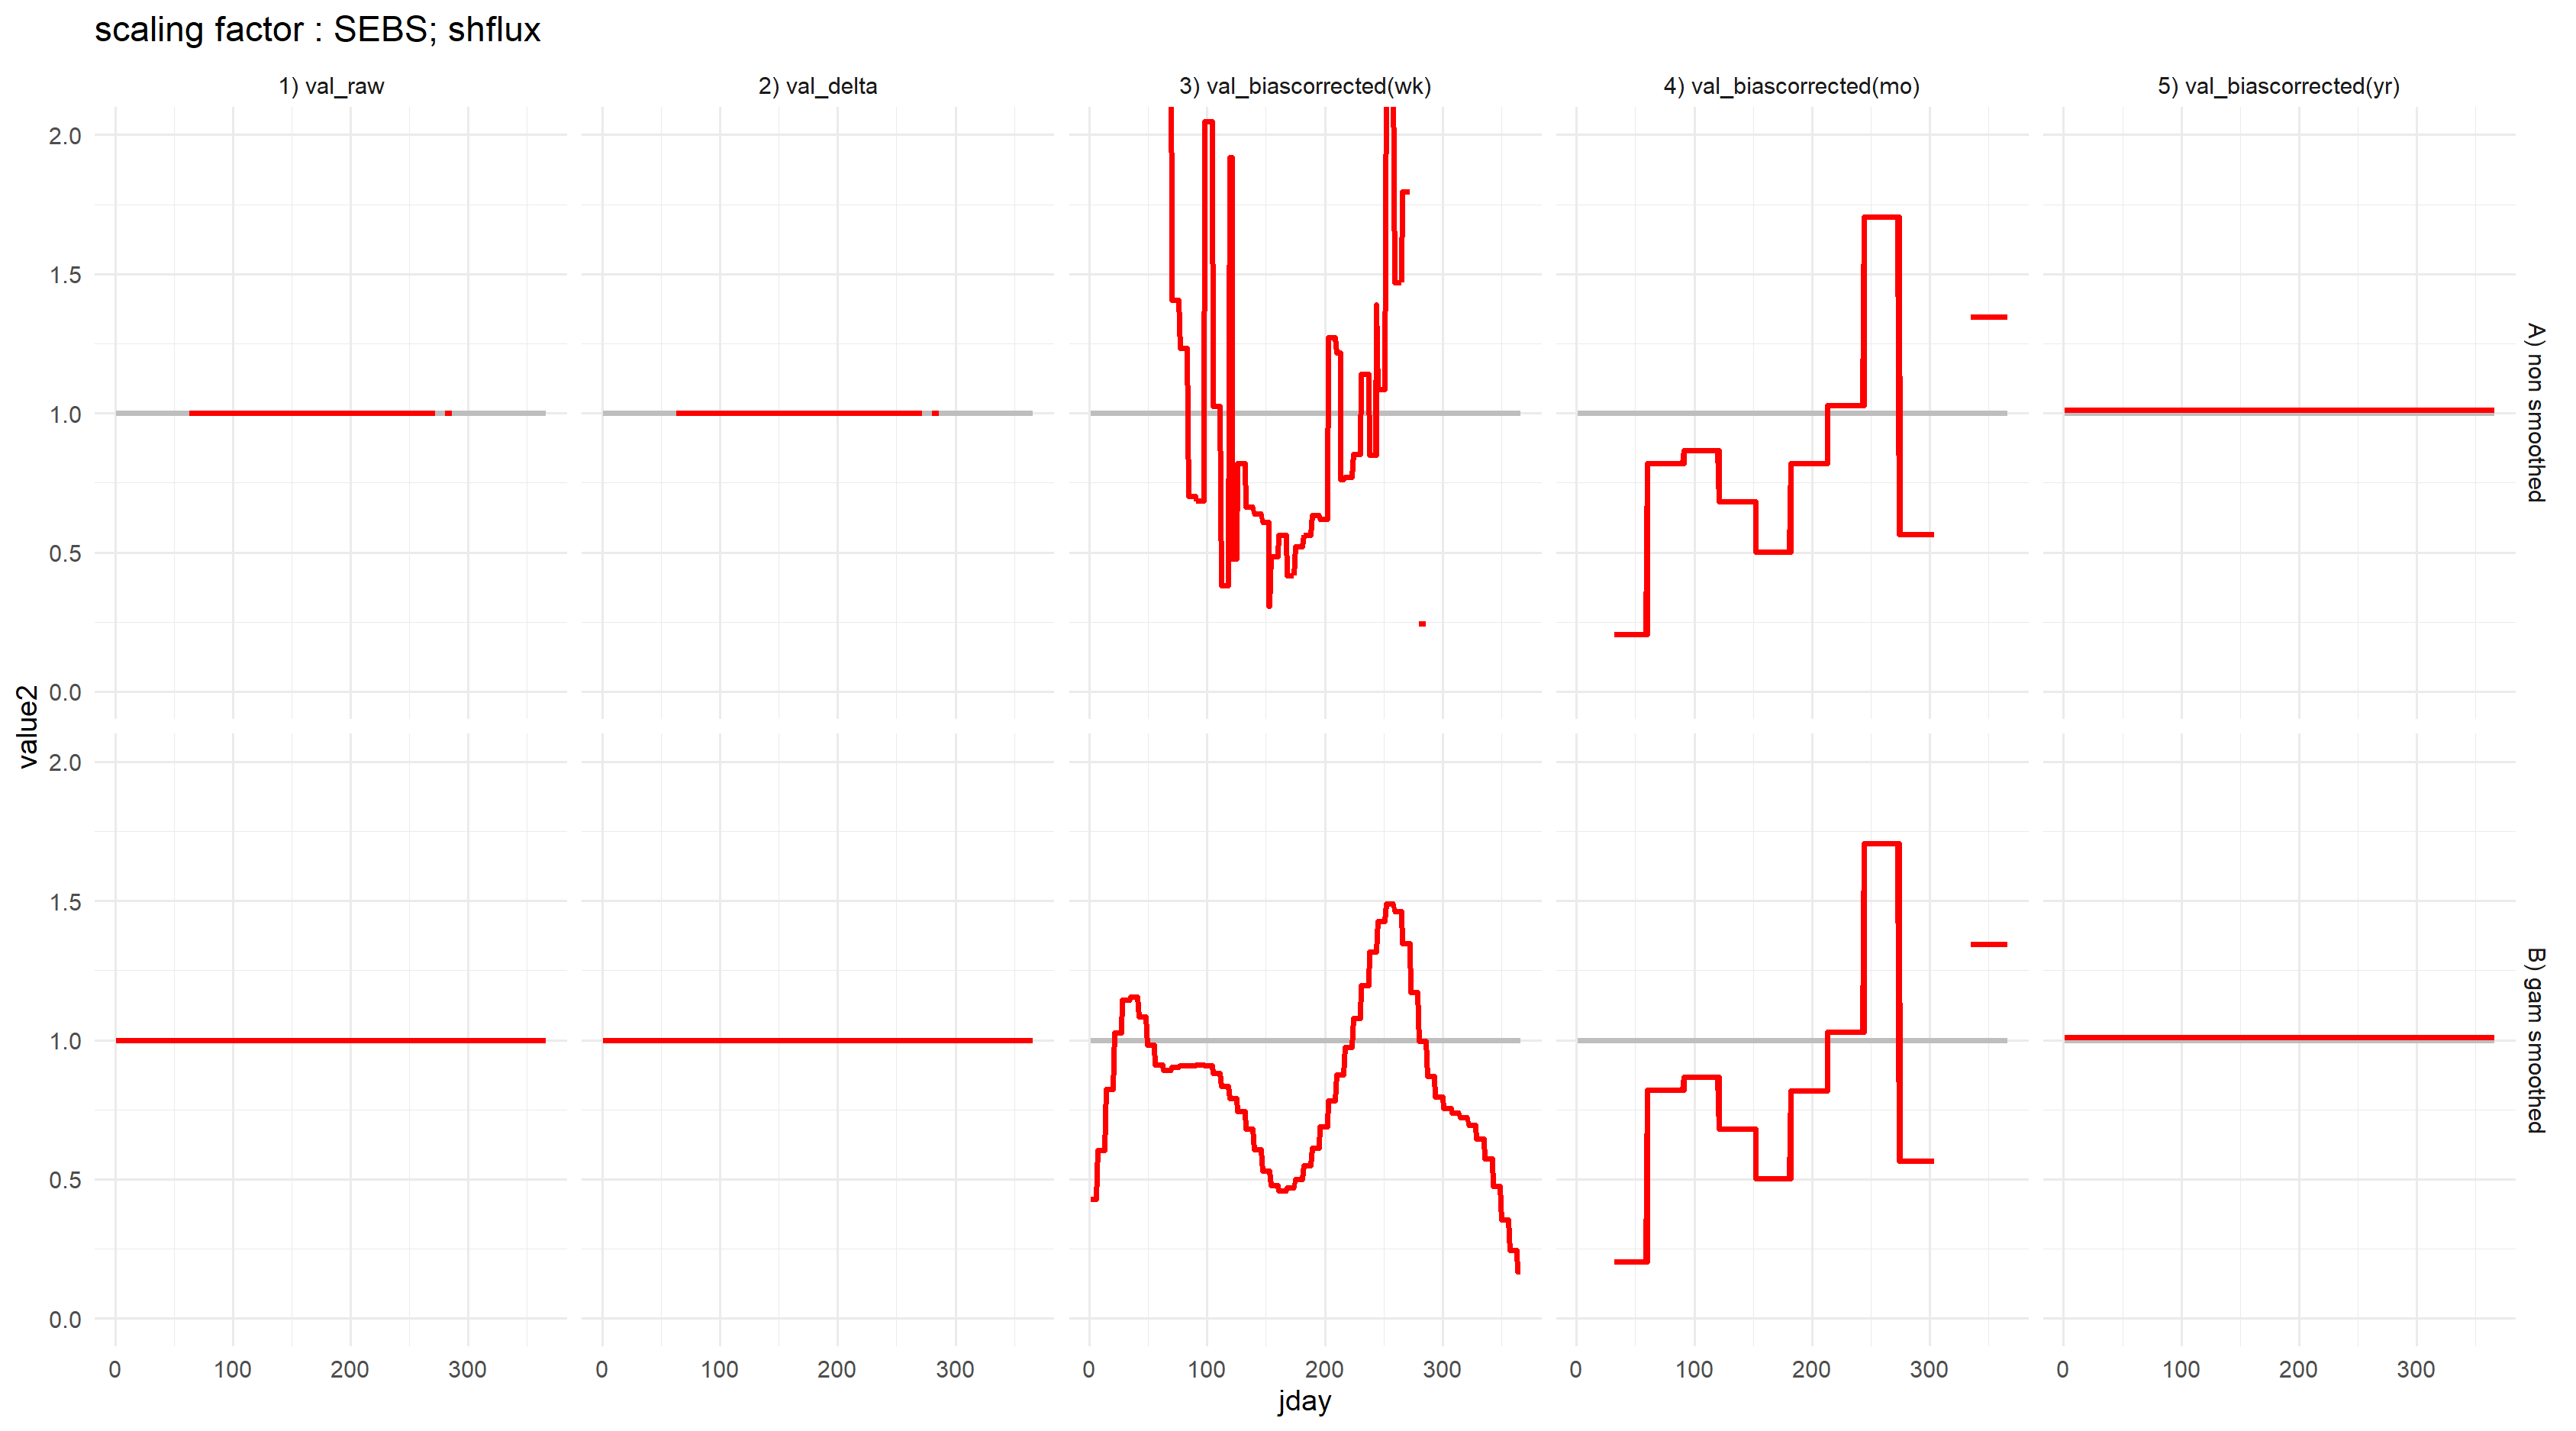 scaling factor : SEBS; shflux
1) val_raw
2) val_delta
3) val_biascorrected(wk)
4) val_biascorrected(mo)
5) val_biascorrected(yr)
2.0
1.5
1.0
0.5
0.0
A) non smoothed
value2
2.0
1.5
1.0
0.5
0.0
B) gam smoothed
0 100 200 300
0 100 200 300
0 100 200 300
0 100 200 300
0 100 200 300
jday